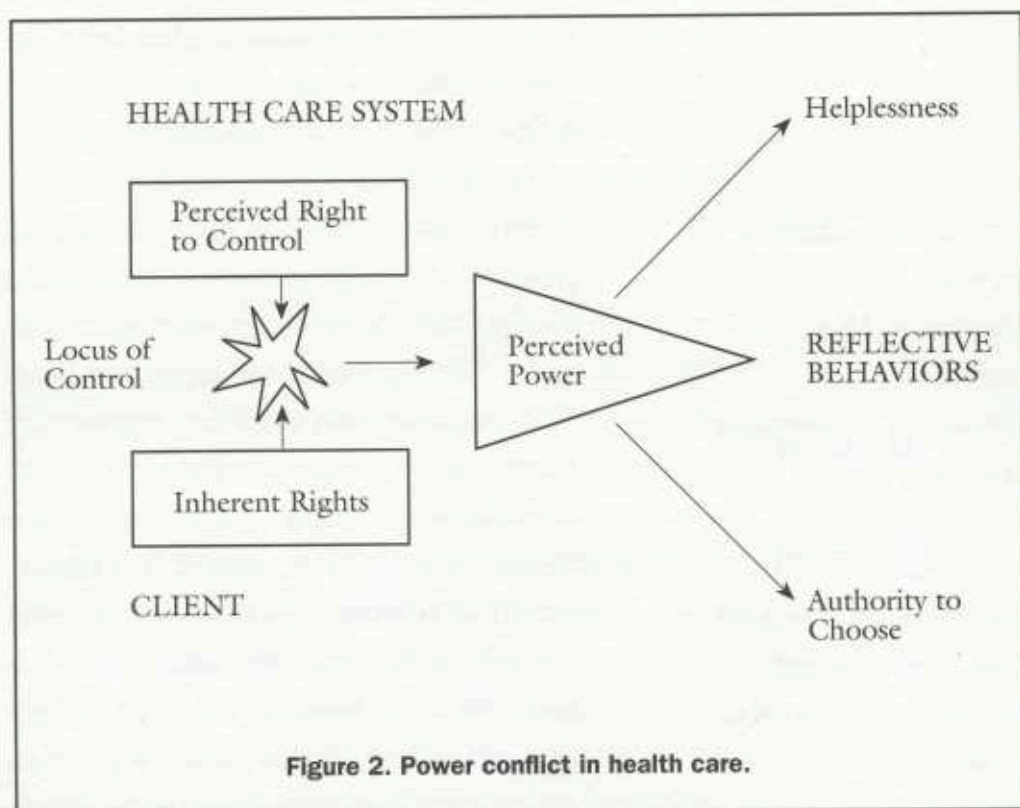 HEALTH CARE SYSTEM
Helplessness
Perceived Right
to Control
Locus of
Control
Perceived
Power
REFLECTIVE
BEHAVIORS
Inherent Rights
CLIENT
Authority to
Choose
Figure 2. Power conflict in health care.